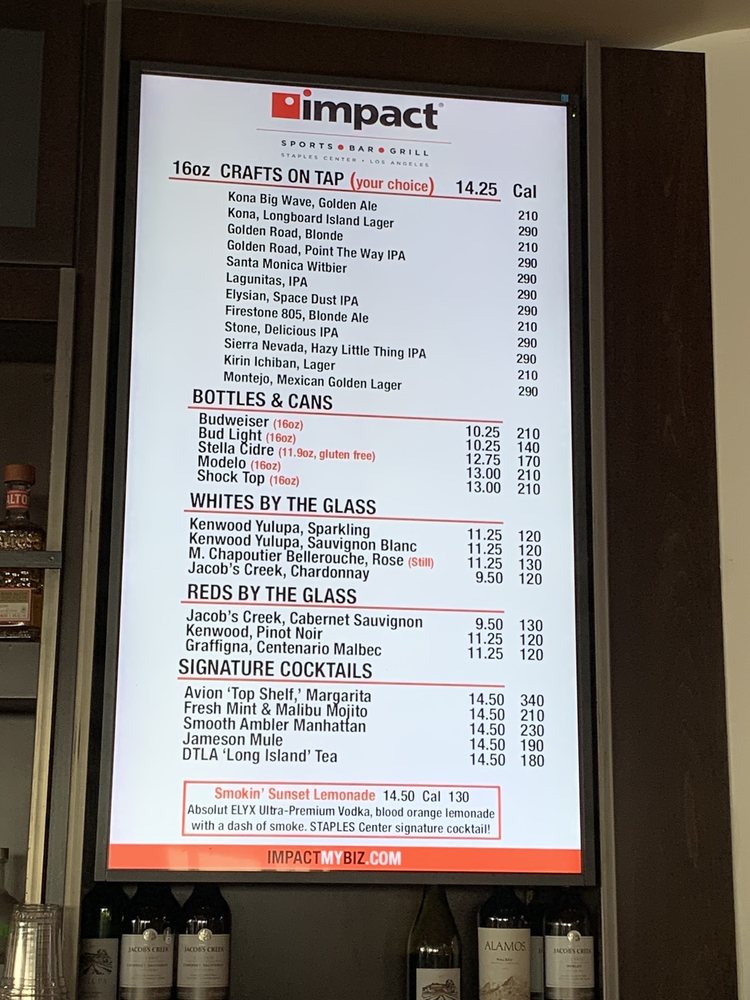 impact
SPORTS BAR GRILL
STAPLES CENTER • LOS ANGELES
16oz CRAFTS ON TAP (your choice) 14.25 Cal
Kona Big Wave, Golden Ale 210
Kona, Longboard Island Lager 290
Golden Road, Blonde 210
Golden Road, Point The Way IPA 290
Santa Monica Witbier 290
Lagunitas, IPA 290
Elysian, Space Dust IPA 290
Firestone 805, Blonde Ale 210
Stone, Delicious IPA 290
Sierra Nevada, Hazy Little Thing IPA 290
Kirin Ichiban, Lager 210
Montejo, Mexican Golden Lager 290
BOTTLES & CANS
Budweiser (16oz) 10.25 210
Bud Light (16oz) 10.25 140
Stella Cidre (11.9oz, gluten free) 12.75 170
Modelo (16oz) 13.00 210
Shock Top (16oz) 13.00 210
WHITES BY THE GLASS
Kenwood Yulupa, Sparkling 11.25 120
Kenwood Yulupa, Sauvignon Blanc 11.25 120
M. Chapoutier Bellerouche, Rose (Still) 11.25 130
Jacob's Creek, Chardonnay 9.50 120
REDS BY THE GLASS
Jacob's Creek, Cabernet Sauvignon 9.50 130
Kenwood, Pinot Noir 11.25 120
Graffigna, Centenario Malbec 11.25 120
SIGNATURE COCKTAILS
Avion 'Top Shelf,' Margarita 14.50 340
Fresh Mint & Malibu Mojito 14.50 210
Smooth Ambler Manhattan 14.50 230
Jameson Mule 14.50 190
DTLA 'Long Island' Tea 14.50 180
Smokin' Sunset Lemonade 14.50 Cal 130
Absolut ELYX Ultra-Premium Vodka, blood orange lemonade
with a dash of smoke. STAPLES Center signature cocktail!
IMPACTMYBIZ.COM
ALTO
JACOB'S CREEK
JACOB'S CREEK
ALAMOS
JACOB'S CREEK